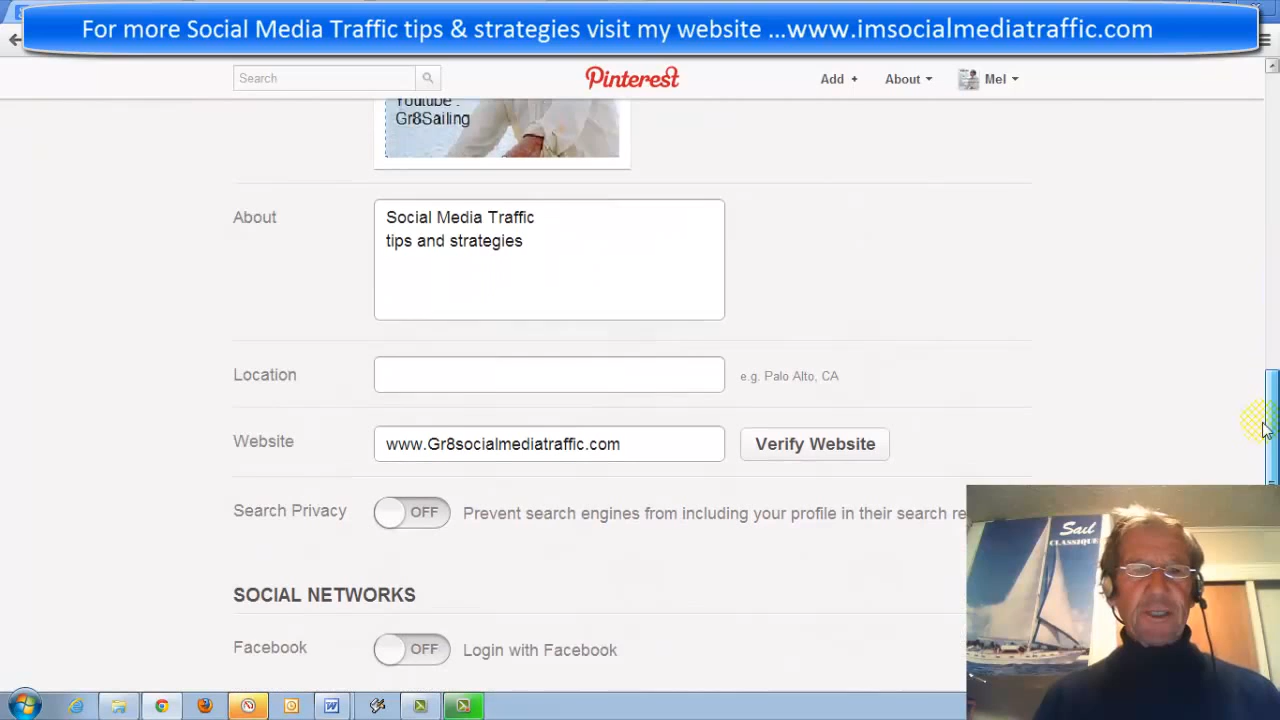 For more Social Media Traffic tips & strategies visit my website ...www.imsocialmediatraffic.com
Search
Pinterest
Add +
About
Mel
Youtube :
Gr8Sailing
About
Social Media Traffic
tips and strategies
Location
e.g. Palo Alto, CA
Website
www.Gr8socialmediatraffic.com
Verify Website
Search Privacy
OFF
Prevent search engines from including your profile in their search re
Sail
CLASSIQUE
SOCIAL NETWORKS
Facebook
OFF
Login with Facebook